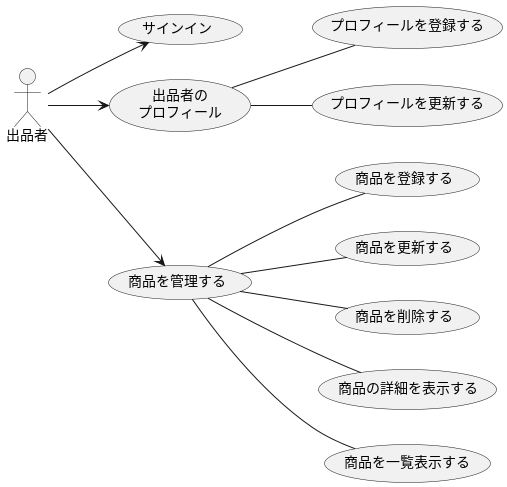 サインイン
プロフィールを登録する
出品者の
プロフィール
プロフィールを更新する
出品者
商品を登録する
商品を更新する
商品を管理する
商品を削除する
商品の詳細を表示する
商品を一覧表示する